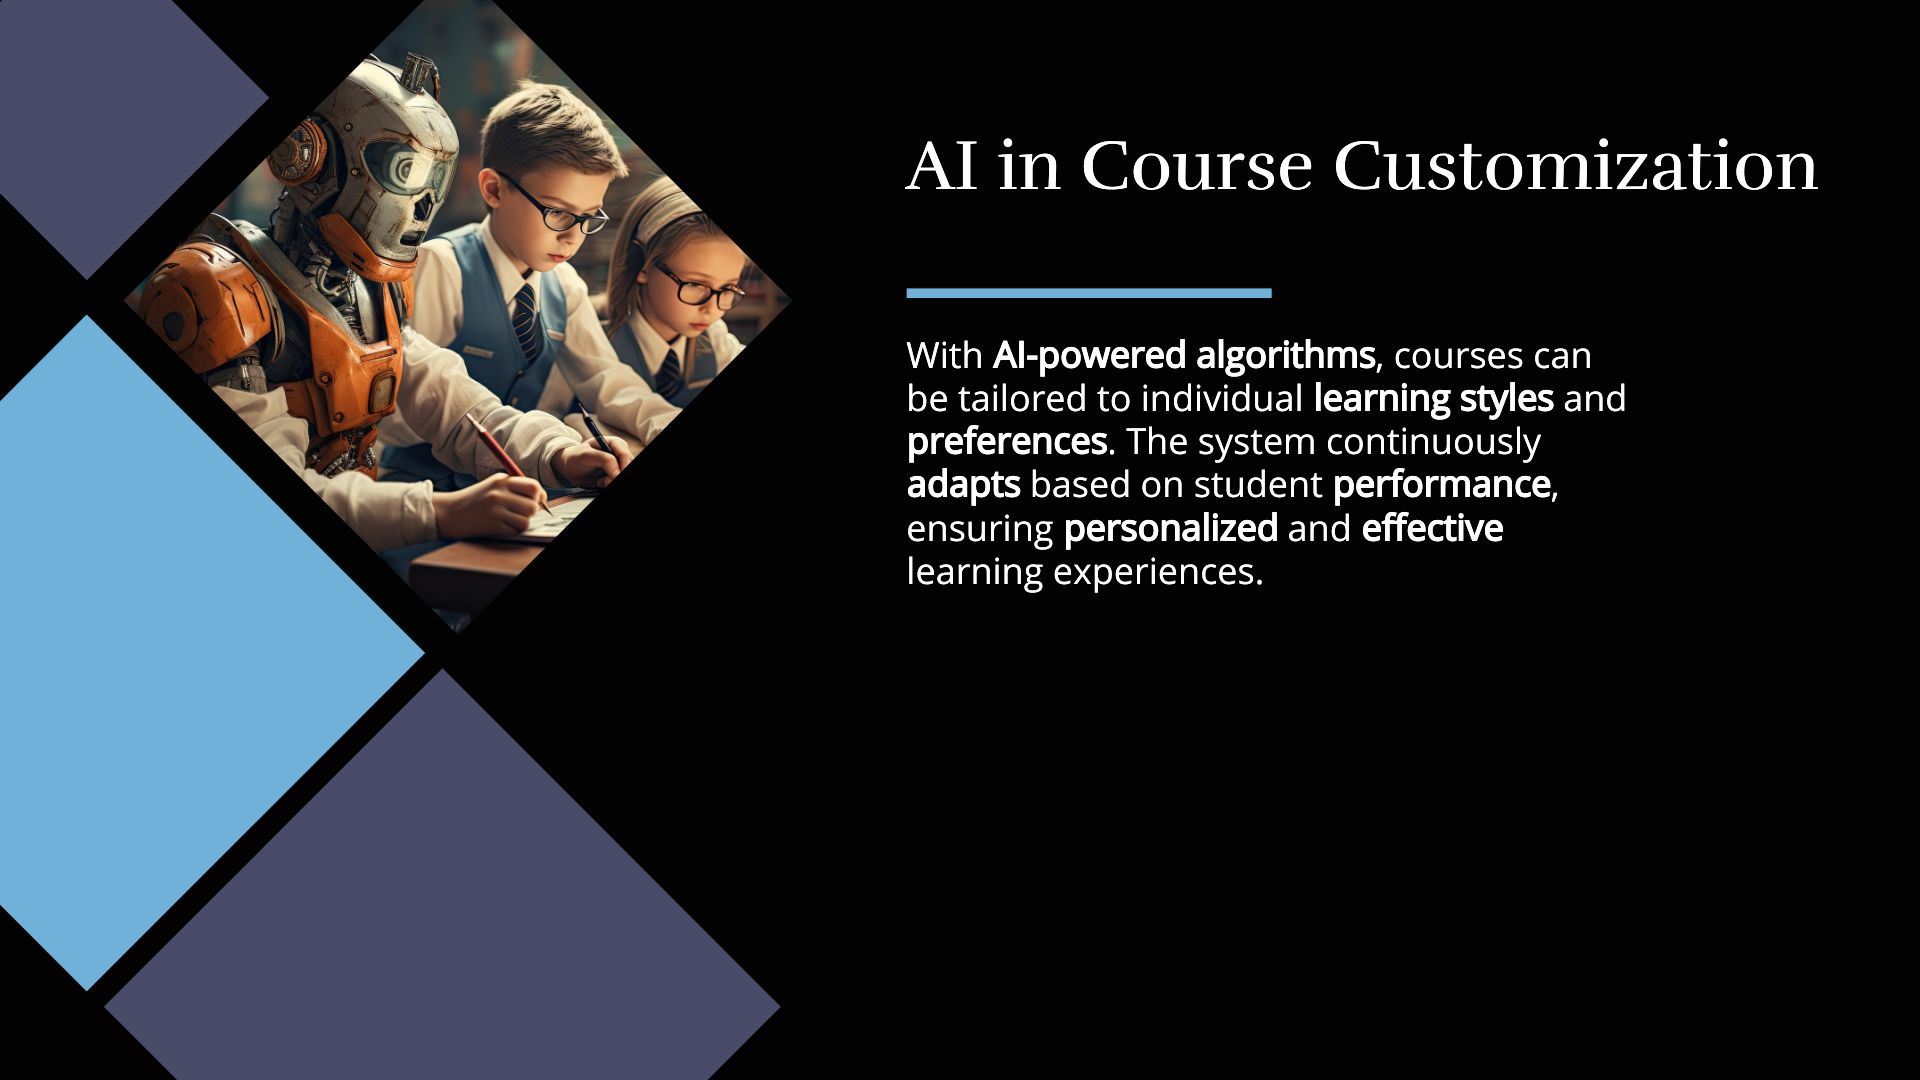 AI in Course Customization
With AI-powered algorithms, courses can
be tailored to individual learning styles and
preferences. The system continuously
adapts based on student performance,
ensuring personalized and effective
learning experiences.